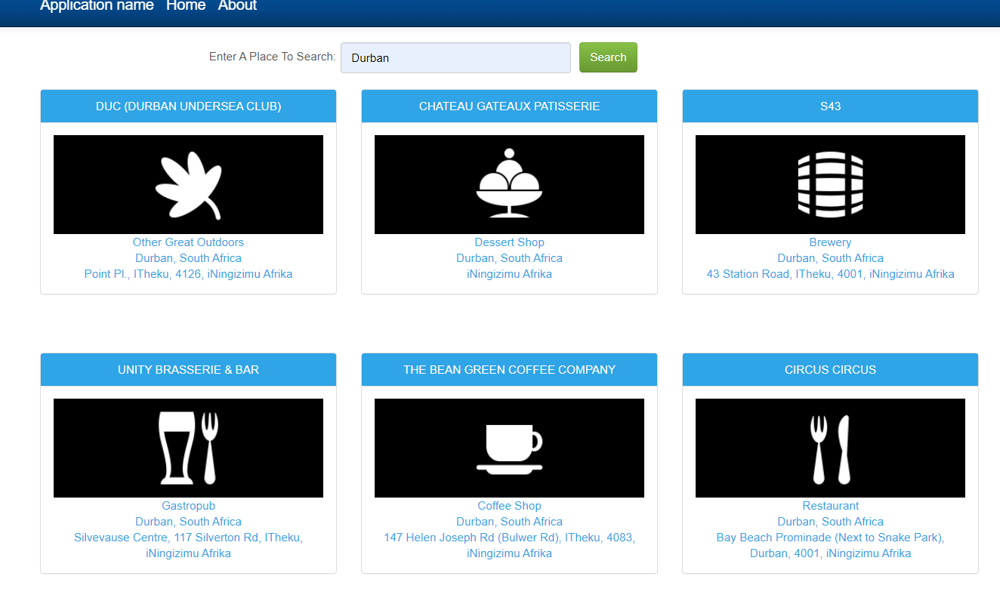 Application name Home About
Enter A Place To Search: Durban Search
DUC (DURBAN UNDERSEA CLUB)
Other Great Outdoors
Durban, South Africa
Point Pl., ITheku, 4126, iNingizimu Afrika
CHATEAU GATEAUX PATISSERIE
Dessert Shop
Durban, South Africa
iNingizimu Afrika
S43
Brewery
Durban, South Africa
43 Station Road, ITheku, 4001, iNingizimu Afrika
UNITY BRASSERIE & BAR
Gastropub
Durban, South Africa
Silvevause Centre, 117 Silverton Rd, ITheku,
iNingizimu Afrika
THE BEAN GREEN COFFEE COMPANY
Coffee Shop
Durban, South Africa
147 Helen Joseph Rd (Bulwer Rd), ITheku, 4083,
iNingizimu Afrika
CIRCUS CIRCUS
Restaurant
Durban, South Africa
Bay Beach Prominade (Next to Snake Park),
Durban, 4001, iNingizimu Afrika